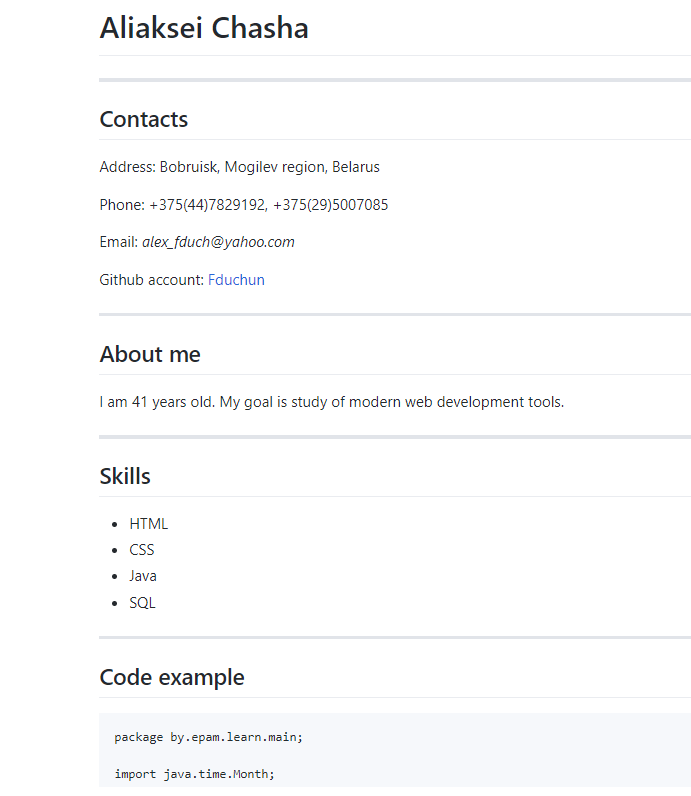 Aliaksei Chasha
Contacts
Address: Bobruisk, Mogilev region, Belarus
Phone: +375(44)7829192, +375(29)5007085
Email: alex_fduch@yahoo.com
Github account: Fduchun
About me
I am 41 years old. My goal is study of modern web development tools.
Skills
HTML
CSS
Java
SQL
Code example
package by.epam.learn.main;
import java.time.Month;